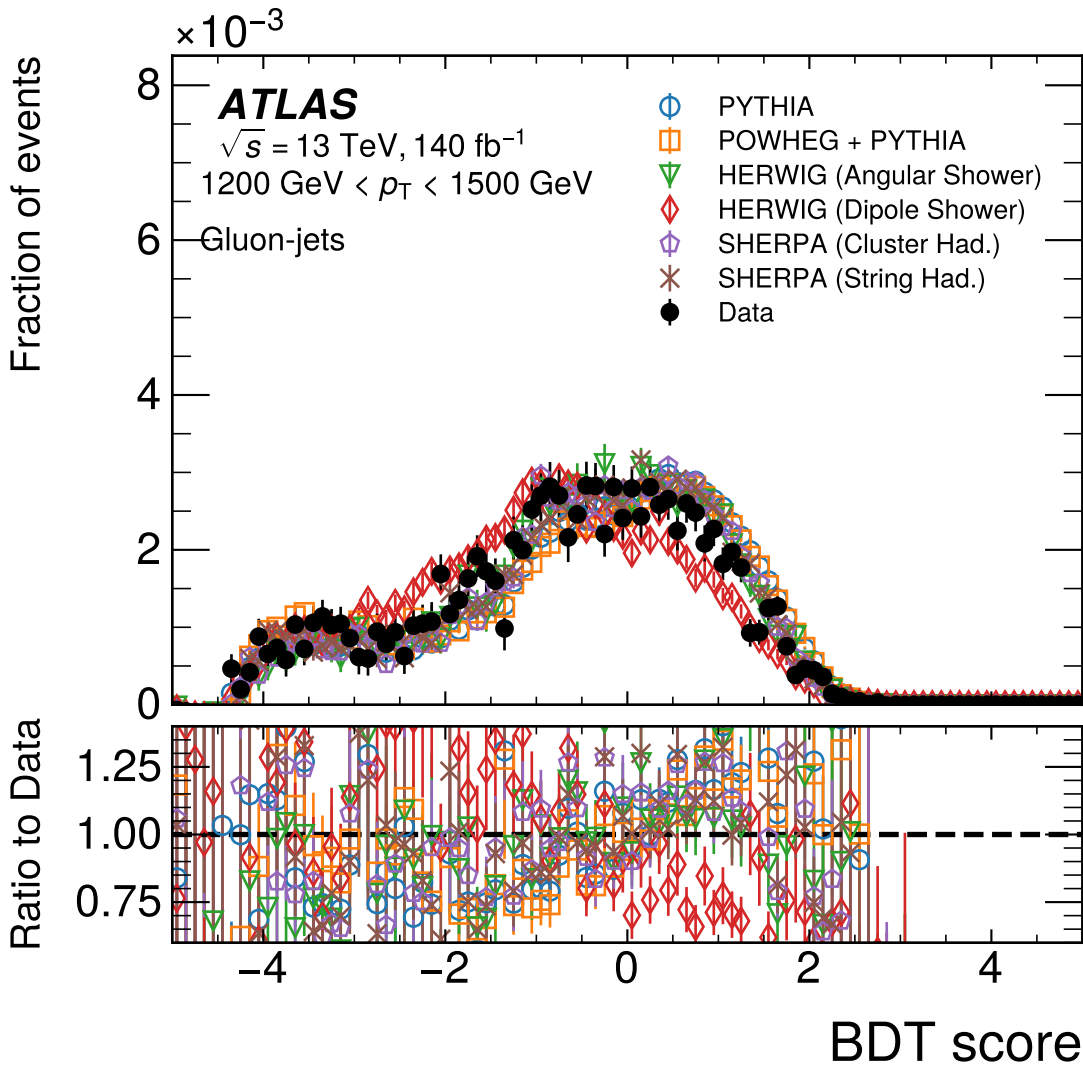 ×10⁻³
Fraction of events
8
6
4
2
0
ATLAS
√s = 13 TeV, 140 fb⁻¹
1200 GeV < pT < 1500 GeV
Gluon-jets
PYTHIA
POWHEG + PYTHIA
HERWIG (Angular Shower)
HERWIG (Dipole Shower)
SHERPA (Cluster Had.)
SHERPA (String Had.)
Data
Ratio to Data
1.25
1.00
0.75
−4 −2 0 2 4
BDT score